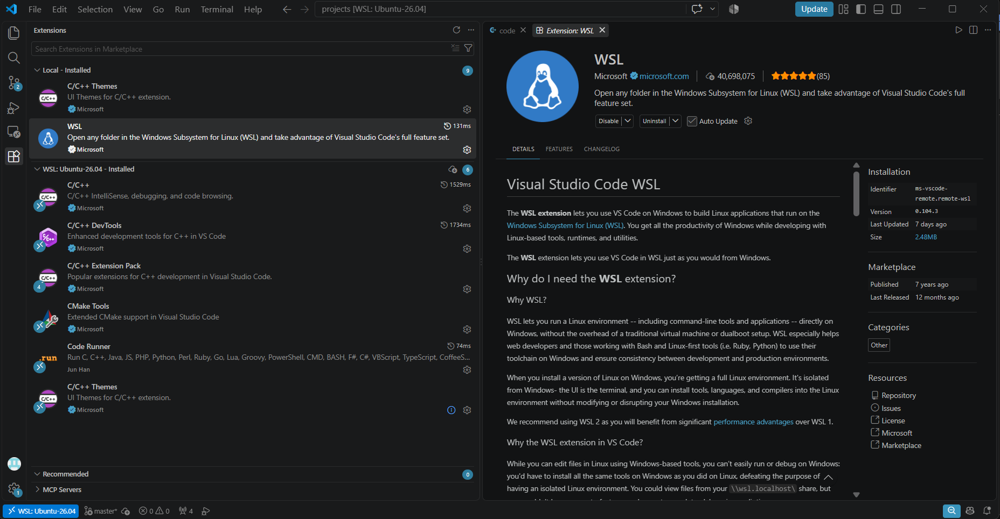 File Edit Selection View Go Run Terminal Help
projects [WSL: Ubuntu-26.04]
Update
Extensions
Search Extensions in Marketplace
Local - Installed
9
C/C++ Themes
UI Themes for C/C++ extension.
Microsoft
WSL
131ms
Open any folder in the Windows Subsystem for Linux (WSL) and take advantage of Visual Studio Code's full feature set.
Microsoft
WSL: Ubuntu-26.04 - Installed
6
C/C++
1529ms
C/C++ IntelliSense, debugging, and code browsing.
Microsoft
C/C++ DevTools
1734ms
Enhanced development tools for C++ in VS Code
Microsoft
C/C++ Extension Pack
Popular extensions for C++ development in Visual Studio Code.
4
Microsoft
CMake Tools
Extended CMake support in Visual Studio Code
Microsoft
Code Runner
74ms
.run
Run C, C++, Java, JS, PHP, Python, Perl, Ruby, Go, Lua, Groovy, PowerShell, CMD, BASH, F#, C#, VBScript, TypeScript, CoffeeS...
Jun Han
C/C++ Themes
UI Themes for C/C++ extension.
Microsoft
Recommended
0
MCP Servers
2
1
code
Extension: WSL
WSL
Microsoft microsoft.com 40,698,075 (85)
Open any folder in the Windows Subsystem for Linux (WSL) and take advantage of Visual Studio Code's full
feature set.
Disable Uninstall Auto Update
DETAILS FEATURES CHANGELOG
Visual Studio Code WSL
The WSL extension lets you use VS Code on Windows to build Linux applications that run on the
Windows Subsystem for Linux (WSL). You get all the productivity of Windows while developing with
Linux-based tools, runtimes, and utilities.
The WSL extension lets you use VS Code in WSL just as you would from Windows.
Why do I need the WSL extension?
Why WSL?
WSL lets you run a Linux environment -- including command-line tools and applications -- directly on
Windows, without the overhead of a traditional virtual machine or dualboot setup. WSL especially helps
web developers and those working with Bash and Linux-first tools (i.e. Ruby, Python) to use their
toolchain on Windows and ensure consistency between development and production environments.
When you install a version of Linux on Windows, you're getting a full Linux environment. It's isolated
from Windows- the UI is the terminal, and you can install tools, languages, and compilers into the Linux
environment without modifying or disrupting your Windows installation.
We recommend using WSL 2 as you will benefit from significant performance advantages over WSL 1.
Why the WSL extension in VS Code?
While you can edit files in Linux using Windows-based tools, you can't easily run or debug on Windows:
you'd have to install all the same tools on Windows as you did on Linux, defeating the purpose of
having an isolated Linux environment. You could view files from your \\wsl.localhost\ share, but
Installation
Identifier ms-vscode-
remote.remote-wsl
Version 0.104.3
Last Updated 7 days ago
Size 2.48MB
Marketplace
Published 7 years ago
Last Released 12 months ago
Categories
Other
Resources
Repository
Issues
License
Microsoft
Marketplace
WSL: Ubuntu-26.04 master* 0 0 4